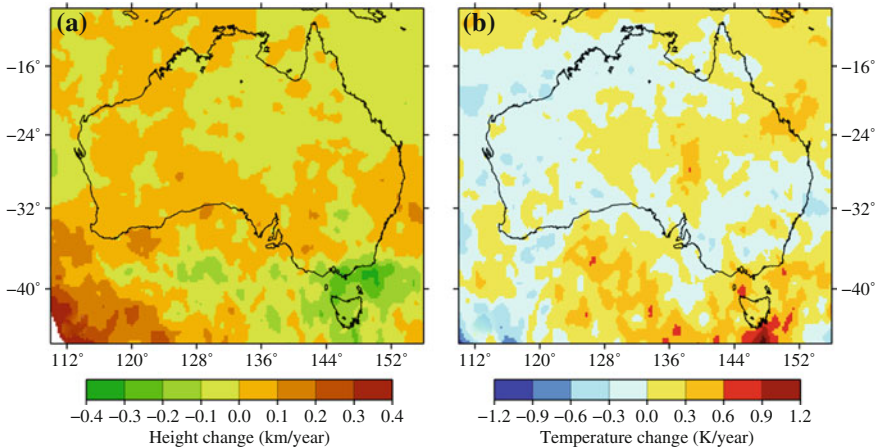 (a) (b)
−16° −16°
−24° −24°
−32° −32°
−40° −40°
112° 120° 128° 136° 144° 152° 112° 120° 128° 136° 144° 152°
−0.4 −0.3 −0.2 −0.1 0.0 0.1 0.2 0.3 0.4 −1.2 −0.9 −0.6 −0.3 0.0 0.3 0.6 0.9 1.2
Height change (km/year) Temperature change (K/year)